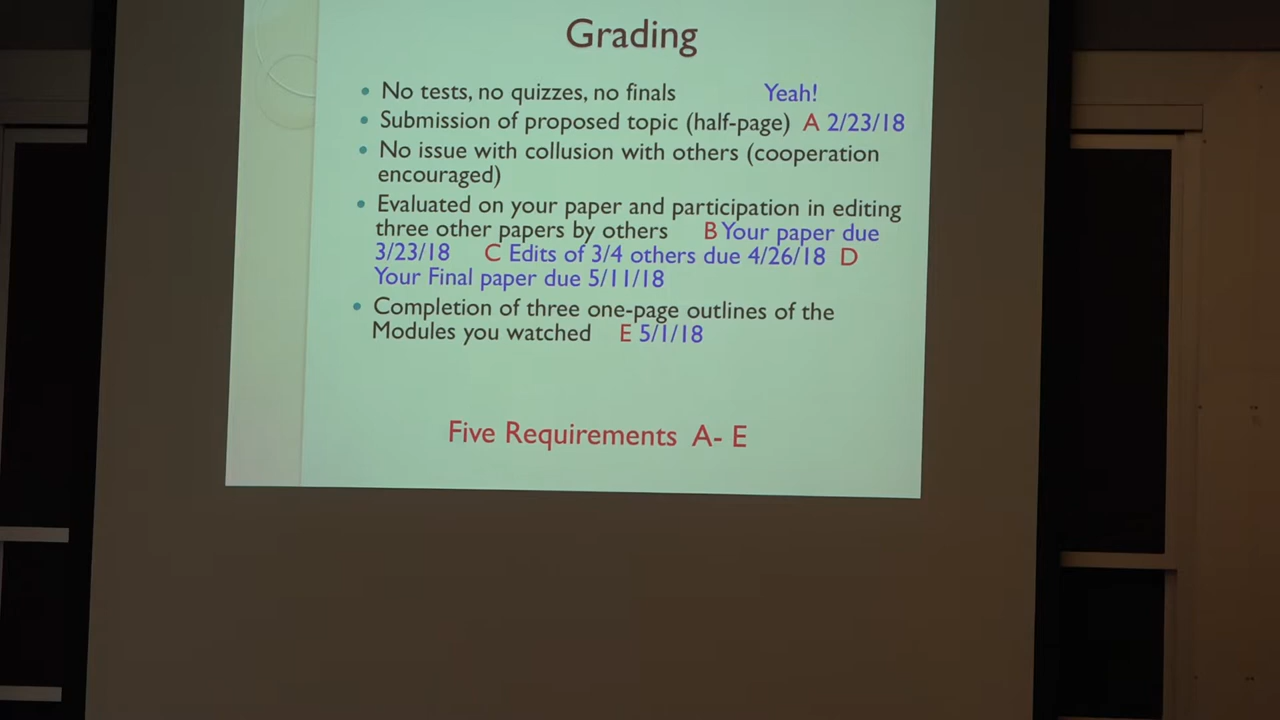 Grading
No tests, no quizzes, no finals Yeah!
Submission of proposed topic (half-page) A 2/23/18
No issue with collusion with others (cooperation
encouraged)
Evaluated on your paper and participation in editing
three other papers by others B Your paper due
3/23/18 C Edits of 3/4 others due 4/26/18 D
Your Final paper due 5/11/18
Completion of three one-page outlines of the
Modules you watched E 5/1/18
Five Requirements A- E